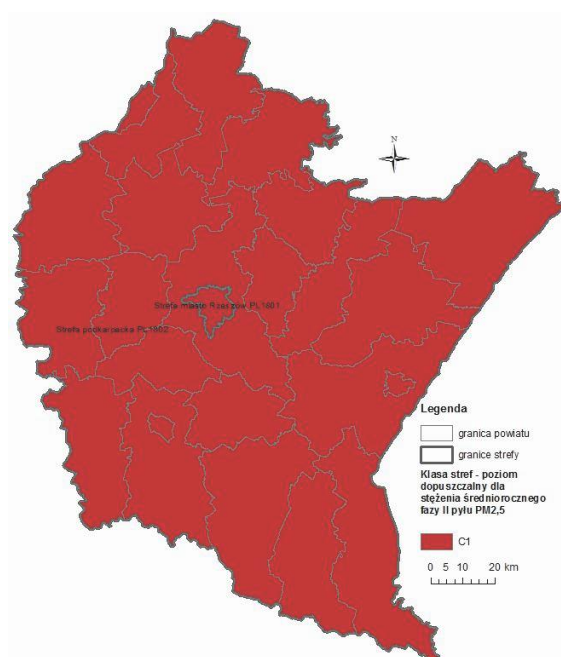 N
Strefa miasto Rzeszów PL1801
Strefa podkarpacka PL1802
Legenda
granica powiatu
granice strefy
Klasa stref - poziom
dopuszczalny dla
stężenia średniorocznego
fazy II pyłu PM2,5
C1
0 5 10 20 km